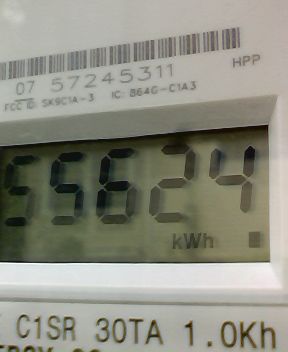 HPP
07 57245311
FCC ID: SK9C1A-3 IC: 864G-C1A3
55624
kWh
C1SR 30TA 1.0Kh